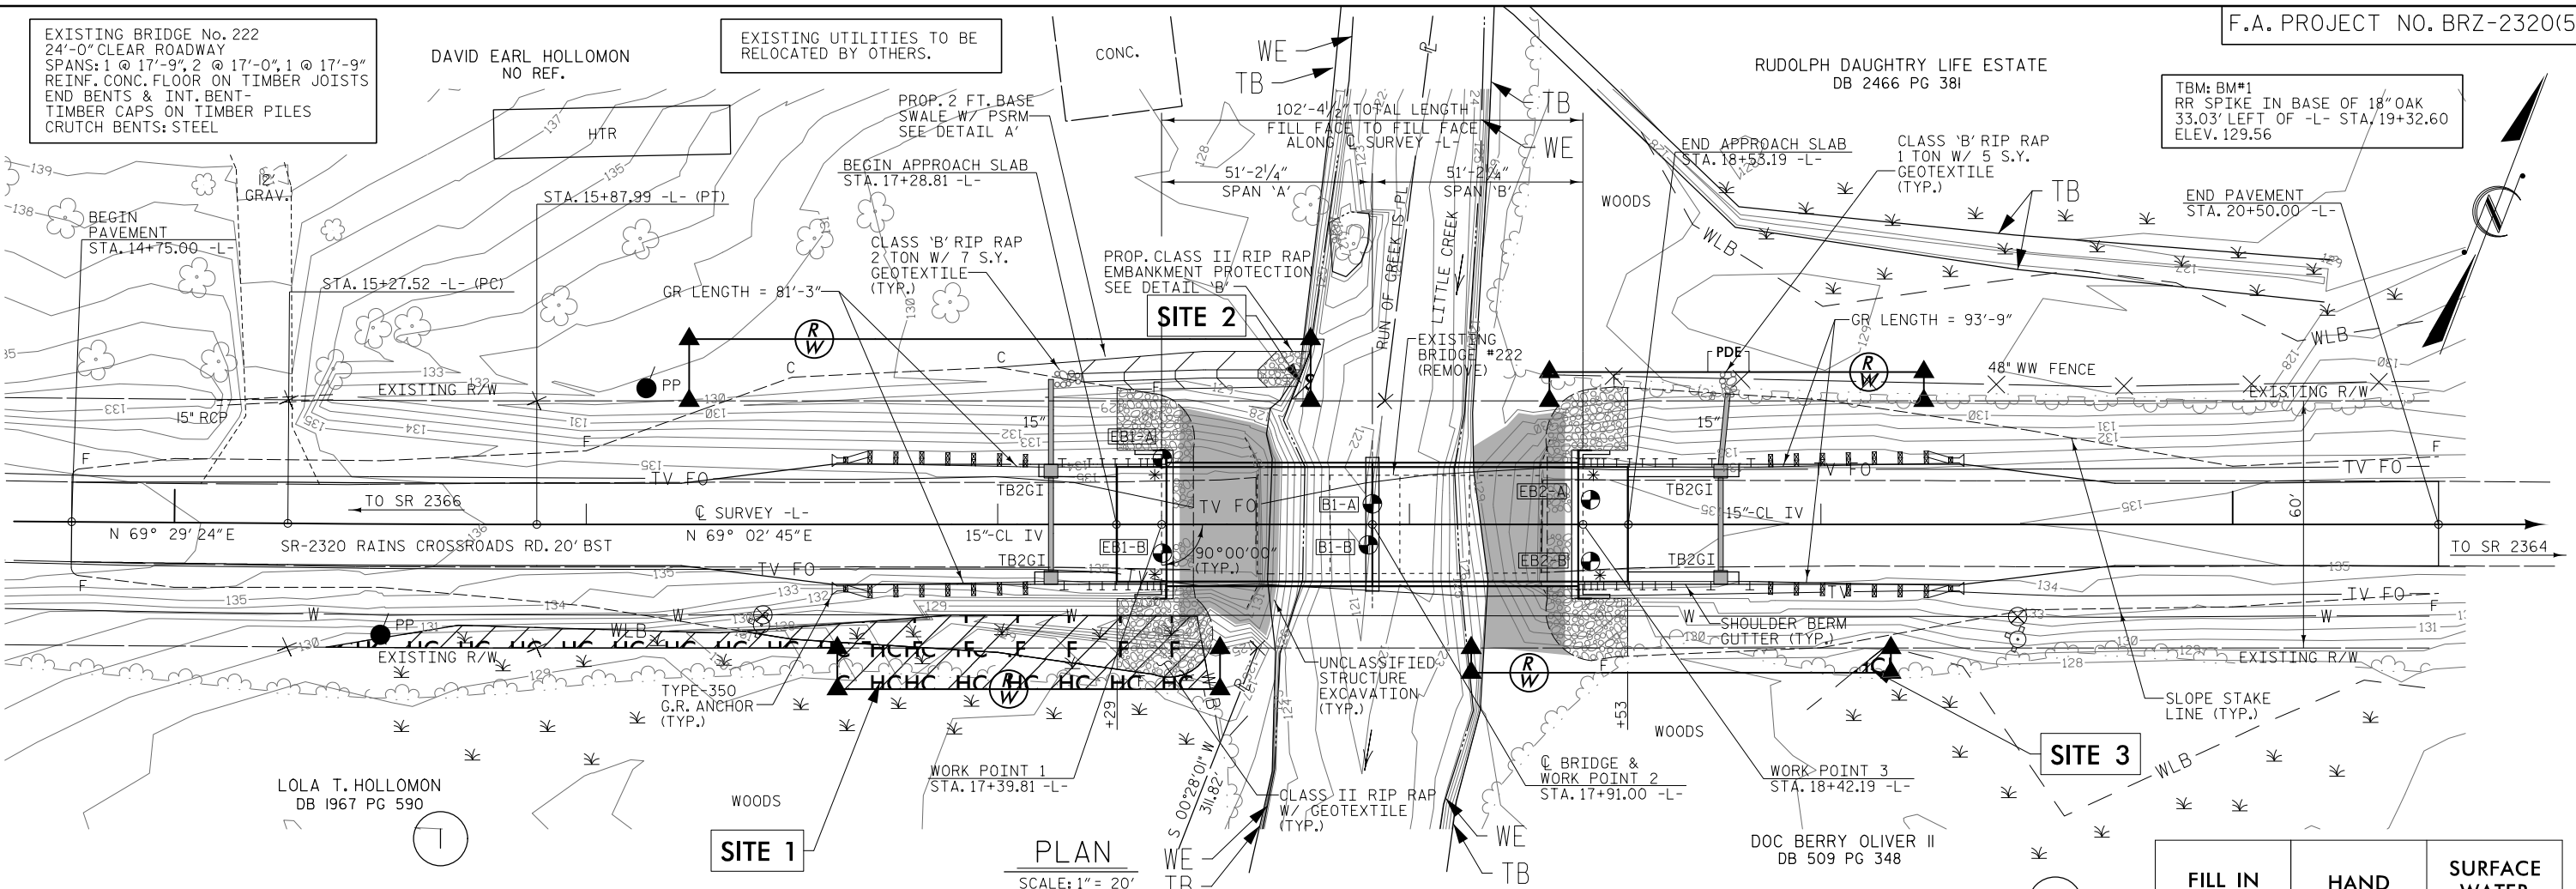 F.A. PROJECT NO. BRZ-2320(5
EXISTING BRIDGE No. 222
24'-0" CLEAR ROADWAY
SPANS: 1 @ 17'-9", 2 @ 17'-0", 1 @ 17'-9"
REINF. CONC. FLOOR ON TIMBER JOISTS
END BENTS & INT. BENT-
TIMBER CAPS ON TIMBER PILES
CRUTCH BENTS: STEEL
DAVID EARL HOLLOMON
NO REF.
EXISTING UTILITIES TO BE
RELOCATED BY OTHERS.
CONC.
WE
TB
TB
WE
RUDOLPH DAUGHTRY LIFE ESTATE
DB 2466 PG 381
TBM: BM#1
RR SPIKE IN BASE OF 18" OAK
33.03' LEFT OF -L- STA. 19+32.60
ELEV. 129.56
HTR
PROP. 2 FT. BASE
SWALE W/ PSRM
SEE DETAIL 'A'
102'-4 1/2" TOTAL LENGTH
FILL FACE TO FILL FACE
ALONG ℄ SURVEY -L-
51'-2 1/4"
SPAN 'A'
51'-2 1/4"
SPAN 'B'
BEGIN APPROACH SLAB
STA. 17+28.81 -L-
END APPROACH SLAB
STA. 18+53.19 -L-
CLASS 'B' RIP RAP
1 TON W/ 5 S.Y.
GEOTEXTILE
(TYP.)
TB
END PAVEMENT
STA. 20+50.00 -L-
12'
GRAV.
BEGIN
PAVEMENT
STA. 14+75.00 -L-
STA. 15+87.99 -L- (PT)
STA. 15+27.52 -L- (PC)
WOODS
WLB
WLB
CLASS 'B' RIP RAP
2 TON W/ 7 S.Y.
GEOTEXTILE
(TYP.)
PROP. CLASS II RIP RAP
EMBANKMENT PROTECTION
SEE DETAIL 'B'
SITE 2
RUN OF CREEK IS PL
LITTLE CREEK
GR LENGTH = 81'-3"
GR LENGTH = 93'-9"
EXISTING
BRIDGE #222
(REMOVE)
PDE
R/W
R/W
48" WW FENCE
PP
EXISTING R/W
EXISTING R/W
15" RCP
15"
15"
EB1-A
TV FO
TV FO
TV FO
TV FO
TB2GI
TB2GI
EB2-A
B1-A
TO SR 2366
℄ SURVEY -L-
N 69° 29' 24" E
N 69° 02' 45" E
SR-2320 RAINS CROSSROADS RD. 20' BST
15"-CL IV
15"-CL IV
60'
TO SR 2364
EB1-B
90°00'00"
(TYP.)
B1-B
EB2-B
TB2GI
TB2GI
TV FO
TV FO
PP
WLB
EXISTING R/W
EXISTING R/W
SHOULDER BERM
GUTTER (TYP.)
UNCLASSIFIED
STRUCTURE
EXCAVATION
(TYP.)
R/W
R/W
TYPE-350
G.R. ANCHOR
(TYP.)
+29
+53
SLOPE STAKE
LINE (TYP.)
WOODS
SITE 3
WLB
LOLA T. HOLLOMON
DB 1967 PG 590
1
WOODS
WORK POINT 1
STA. 17+39.81 -L-
S 00°28'01" W
311.82'
CLASS II RIP RAP
W/ GEOTEXTILE
(TYP.)
℄ BRIDGE &
WORK POINT 2
STA. 17+91.00 -L-
WORK POINT 3
STA. 18+42.19 -L-
SITE 1
PLAN
SCALE: 1" = 20'
WE
TB
WE
TB
DOC BERRY OLIVER II
DB 509 PG 348
FILL IN
HAND
SURFACE
WATER